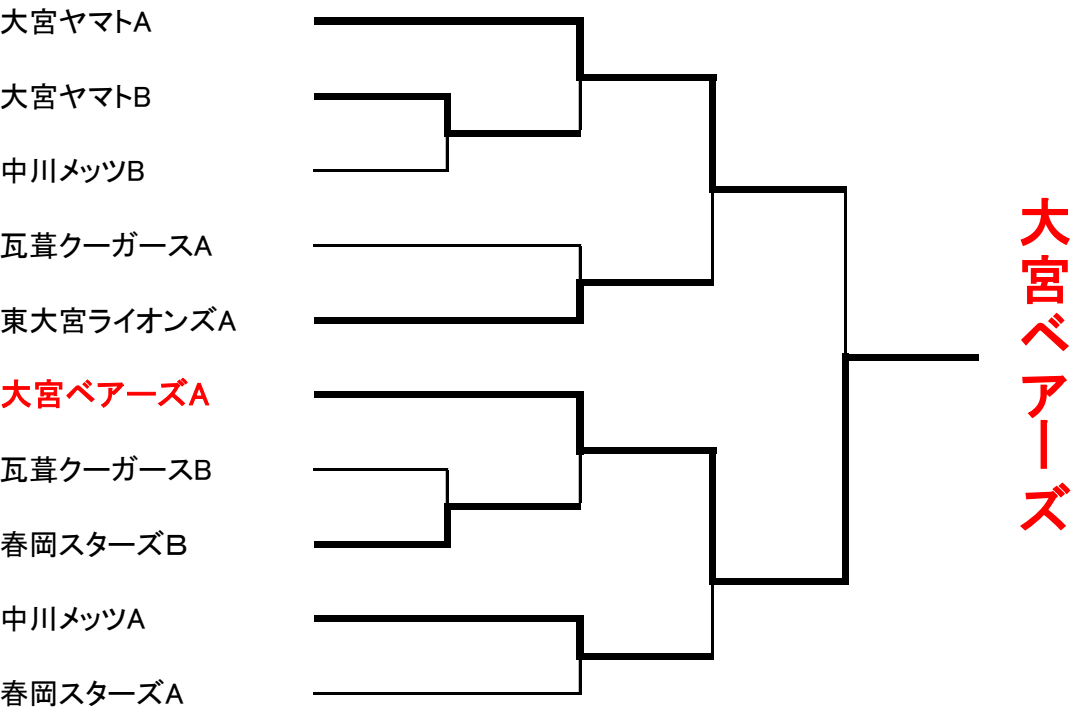 大宮ヤマトA
大宮ヤマトB
中川メッツB
瓦葺クーガースA
東大宮ライオンズA
大宮ベアーズA
瓦葺クーガースB
春岡スターズＢ
中川メッツA
春岡スターズA
大宮ベアーズ